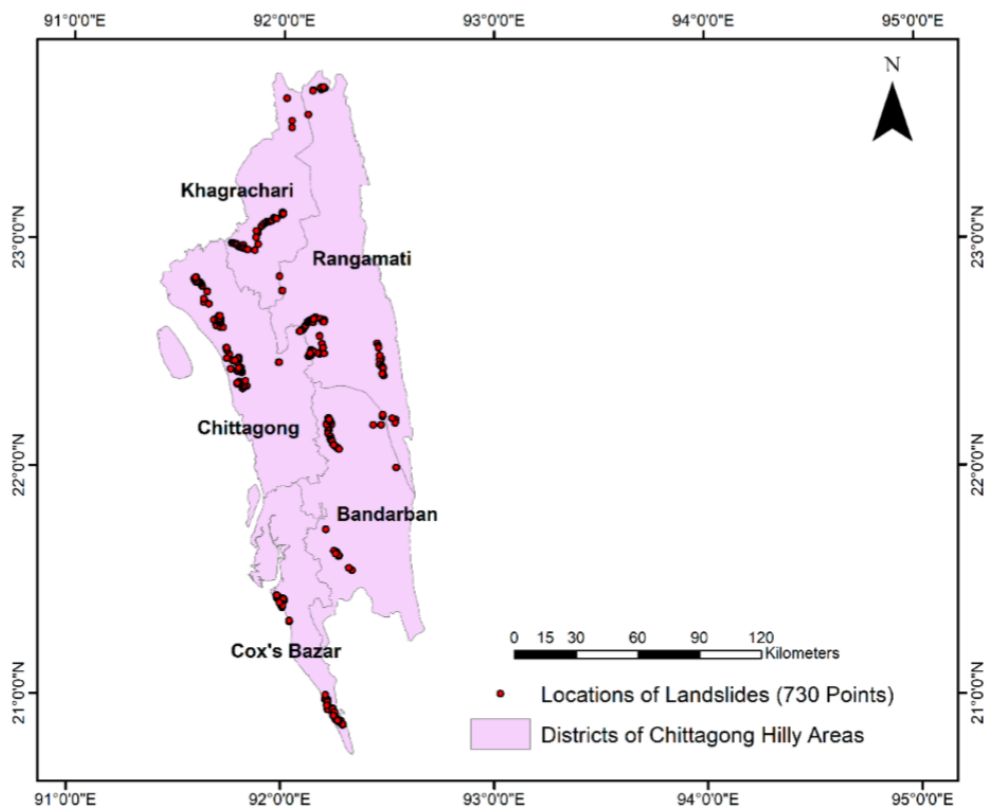 91°0'0"E 92°0'0"E 93°0'0"E 94°0'0"E 95°0'0"E
N
Khagrachari
23°0'0"N 23°0'0"N
Rangamati
Chittagong
22°0'0"N 22°0'0"N
Bandarban
0 15 30 60 90 120
Kilometers
Cox's Bazar
21°0'0"N 21°0'0"N
Locations of Landslides (730 Points)
Districts of Chittagong Hilly Areas
91°0'0"E 92°0'0"E 93°0'0"E 94°0'0"E 95°0'0"E